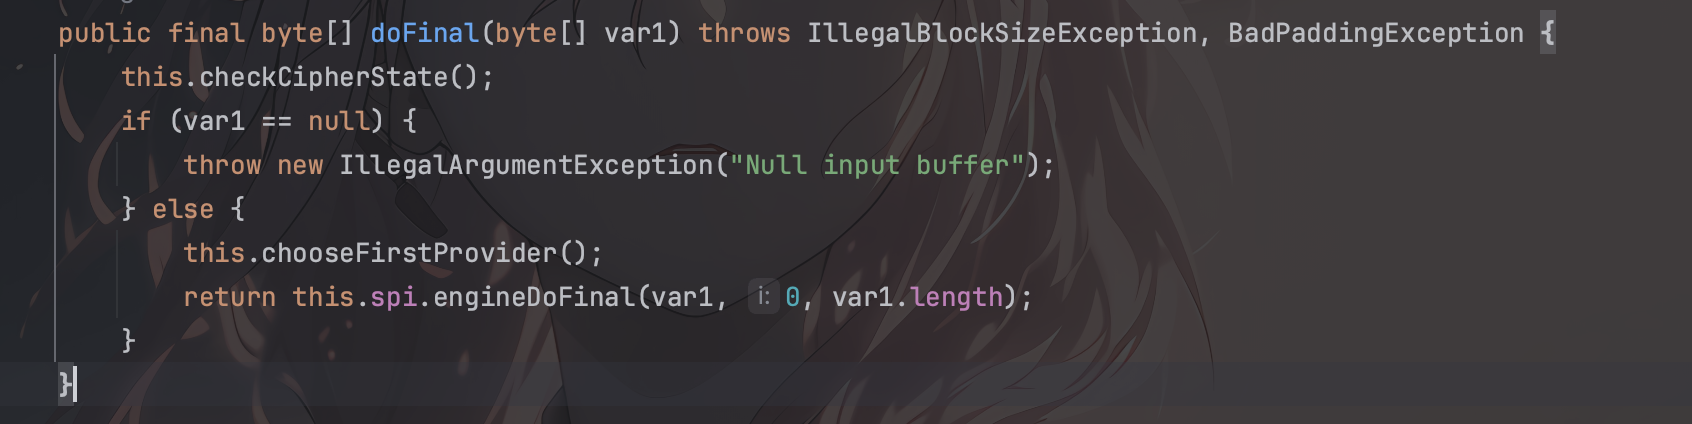 public final byte[] doFinal(byte[] var1) throws IllegalBlockSizeException, BadPaddingException {
    this.checkCipherState();
    if (var1 == null) {
        throw new IllegalArgumentException("Null input buffer");
    } else {
        this.chooseFirstProvider();
        return this.spi.engineDoFinal(var1, i: 0, var1.length);
    }
}